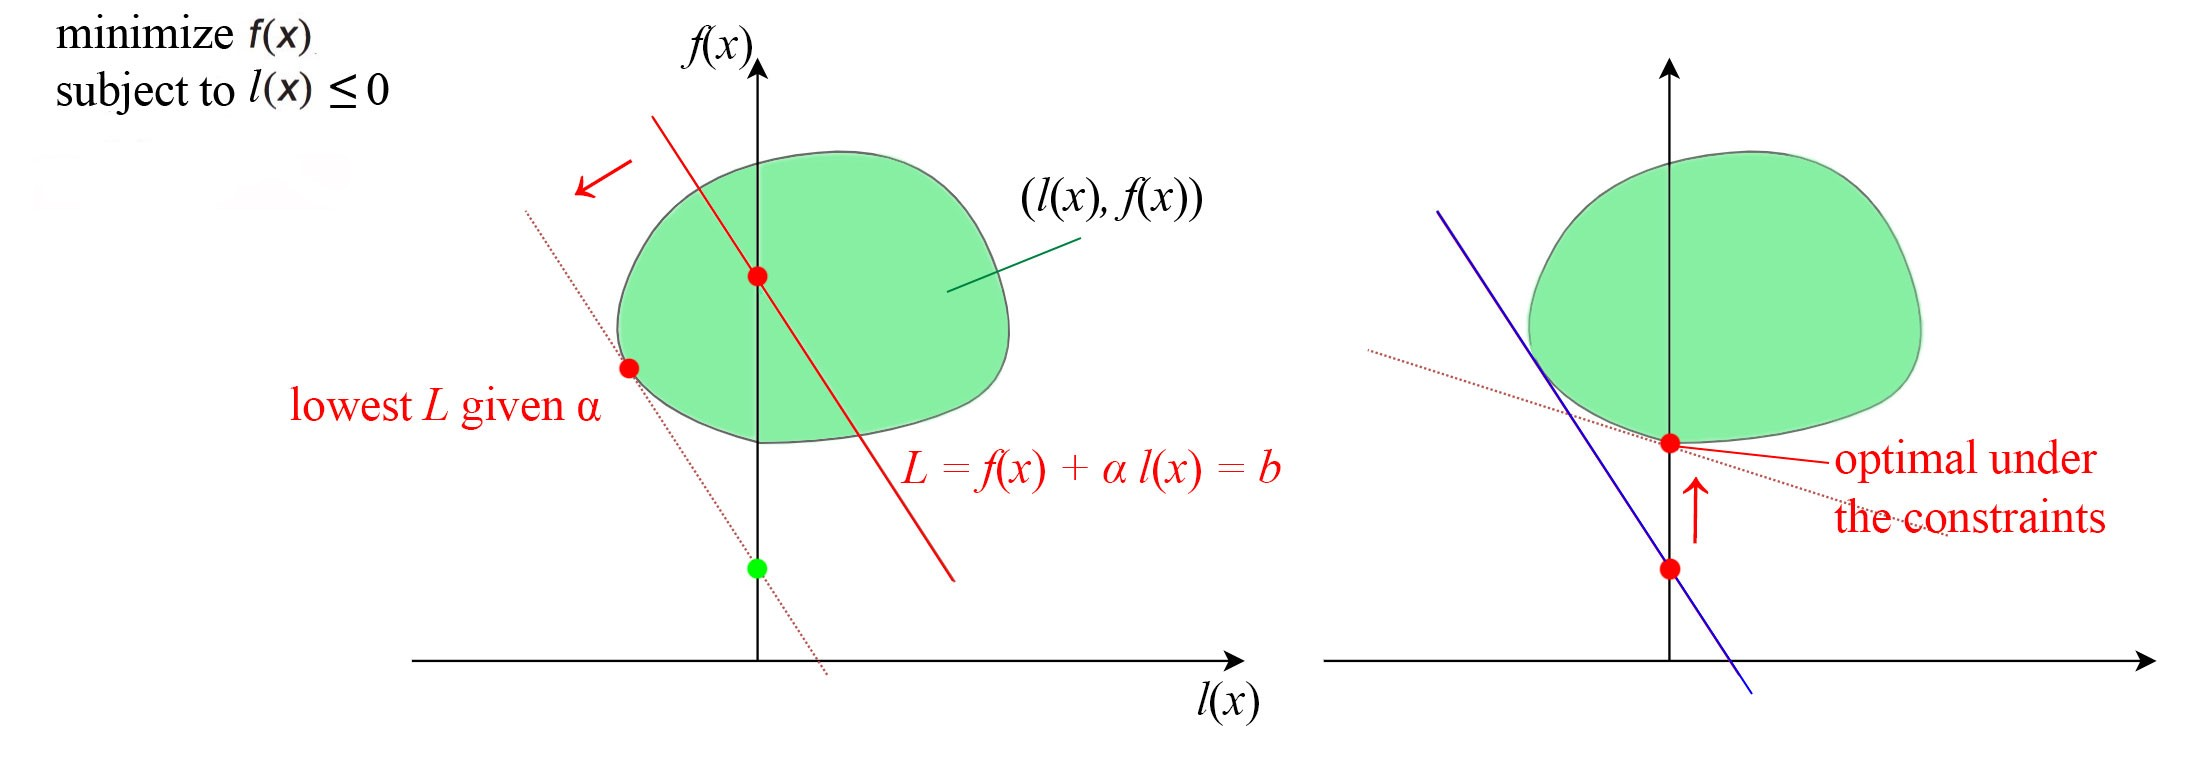 minimize f(x)
subject to l(x) ≤ 0
f(x)
(l(x), f(x))
lowest L given α
L = f(x) + α l(x) = b
l(x)
optimal under
the constraints